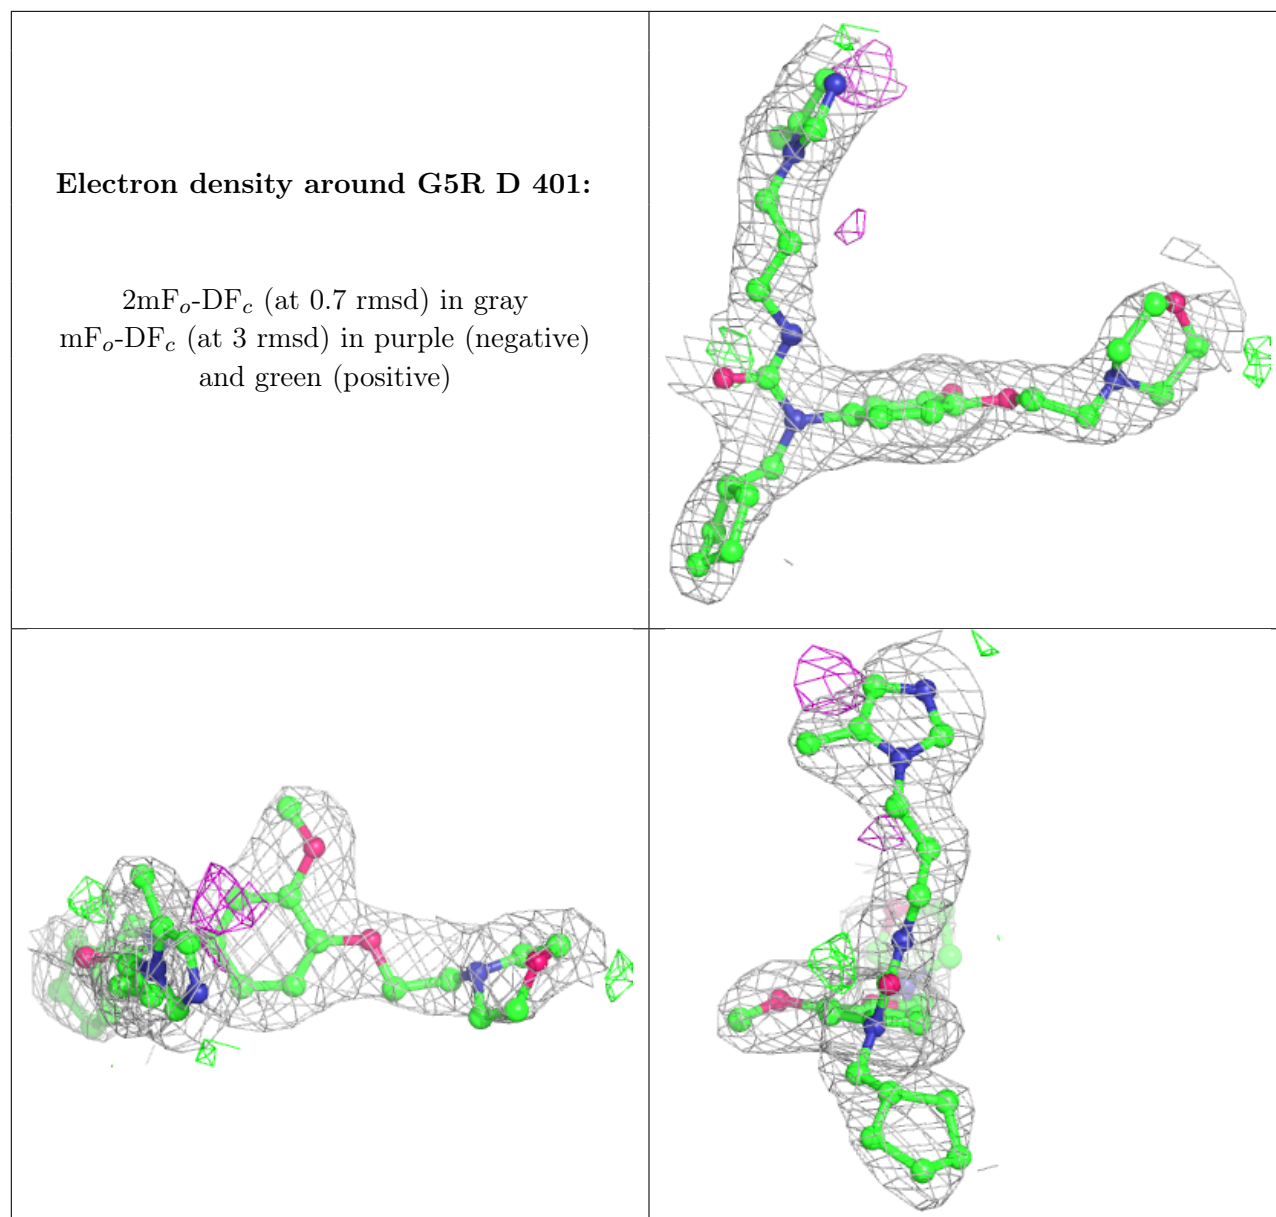 Electron density around G5R D 401:
2mFo-DFc (at 0.7 rmsd) in gray
mFo-DFc (at 3 rmsd) in purple (negative)
and green (positive)